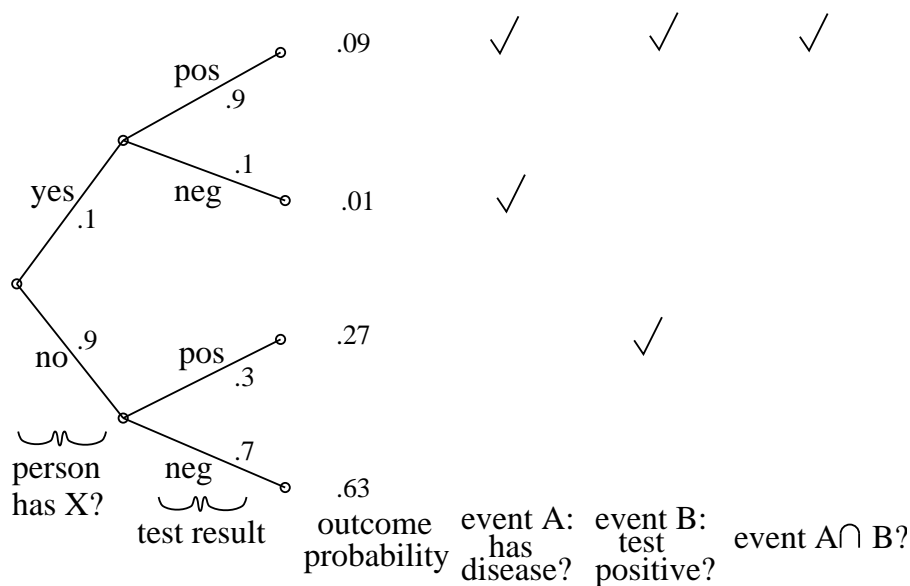 .09
pos
.9
.1
yes
neg
.01
.1
.9
pos
.27
no
.3
.7
person
has X?
neg
.63
test result
outcome
probability
event A:
has
disease?
event B:
test
positive?
event A∩ B?